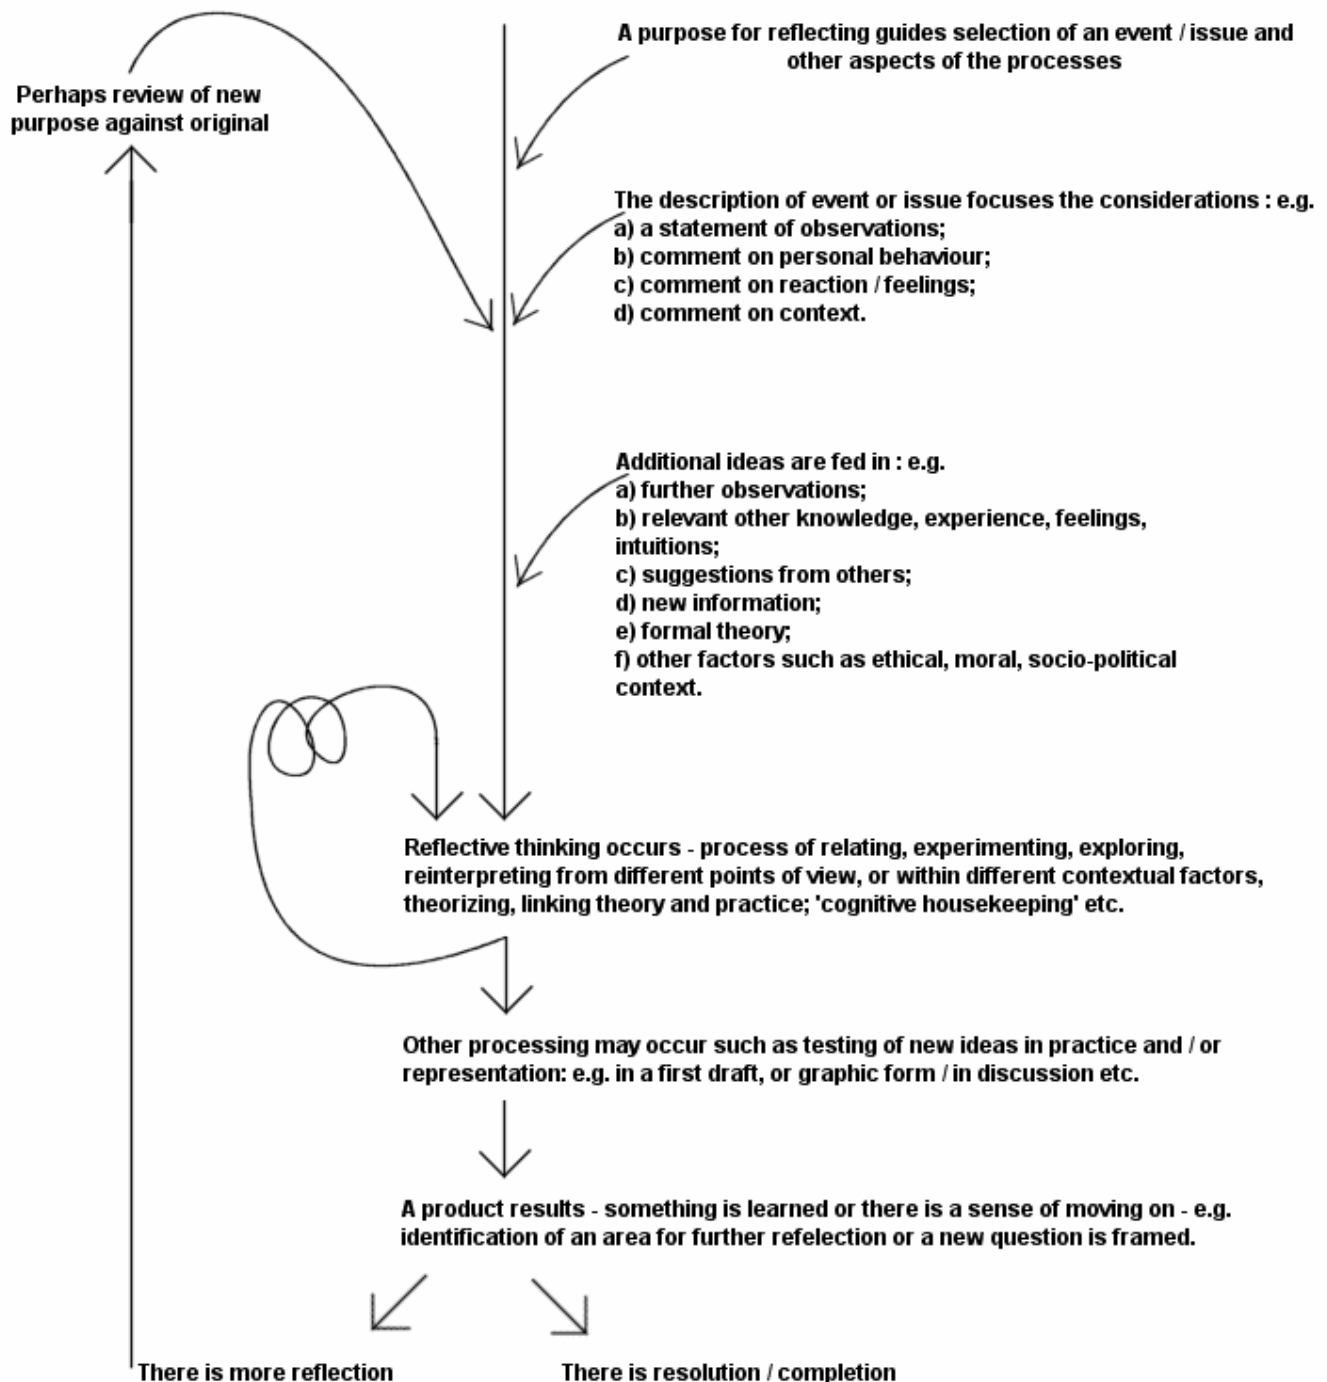 A purpose for reflecting guides selection of an event / issue and
other aspects of the processes
Perhaps review of new
purpose against original
The description of event or issue focuses the considerations : e.g.
a) a statement of observations;
b) comment on personal behaviour;
c) comment on reaction / feelings;
d) comment on context.
Additional ideas are fed in : e.g.
a) further observations;
b) relevant other knowledge, experience, feelings,
intuitions;
c) suggestions from others;
d) new information;
e) formal theory;
f) other factors such as ethical, moral, socio-political
context.
Reflective thinking occurs - process of relating, experimenting, exploring,
reinterpreting from different points of view, or within different contextual factors,
theorizing, linking theory and practice; 'cognitive housekeeping' etc.
Other processing may occur such as testing of new ideas in practice and / or
representation: e.g. in a first draft, or graphic form / in discussion etc.
A product results - something is learned or there is a sense of moving on - e.g.
identification of an area for further refelection or a new question is framed.
There is more reflection
There is resolution / completion